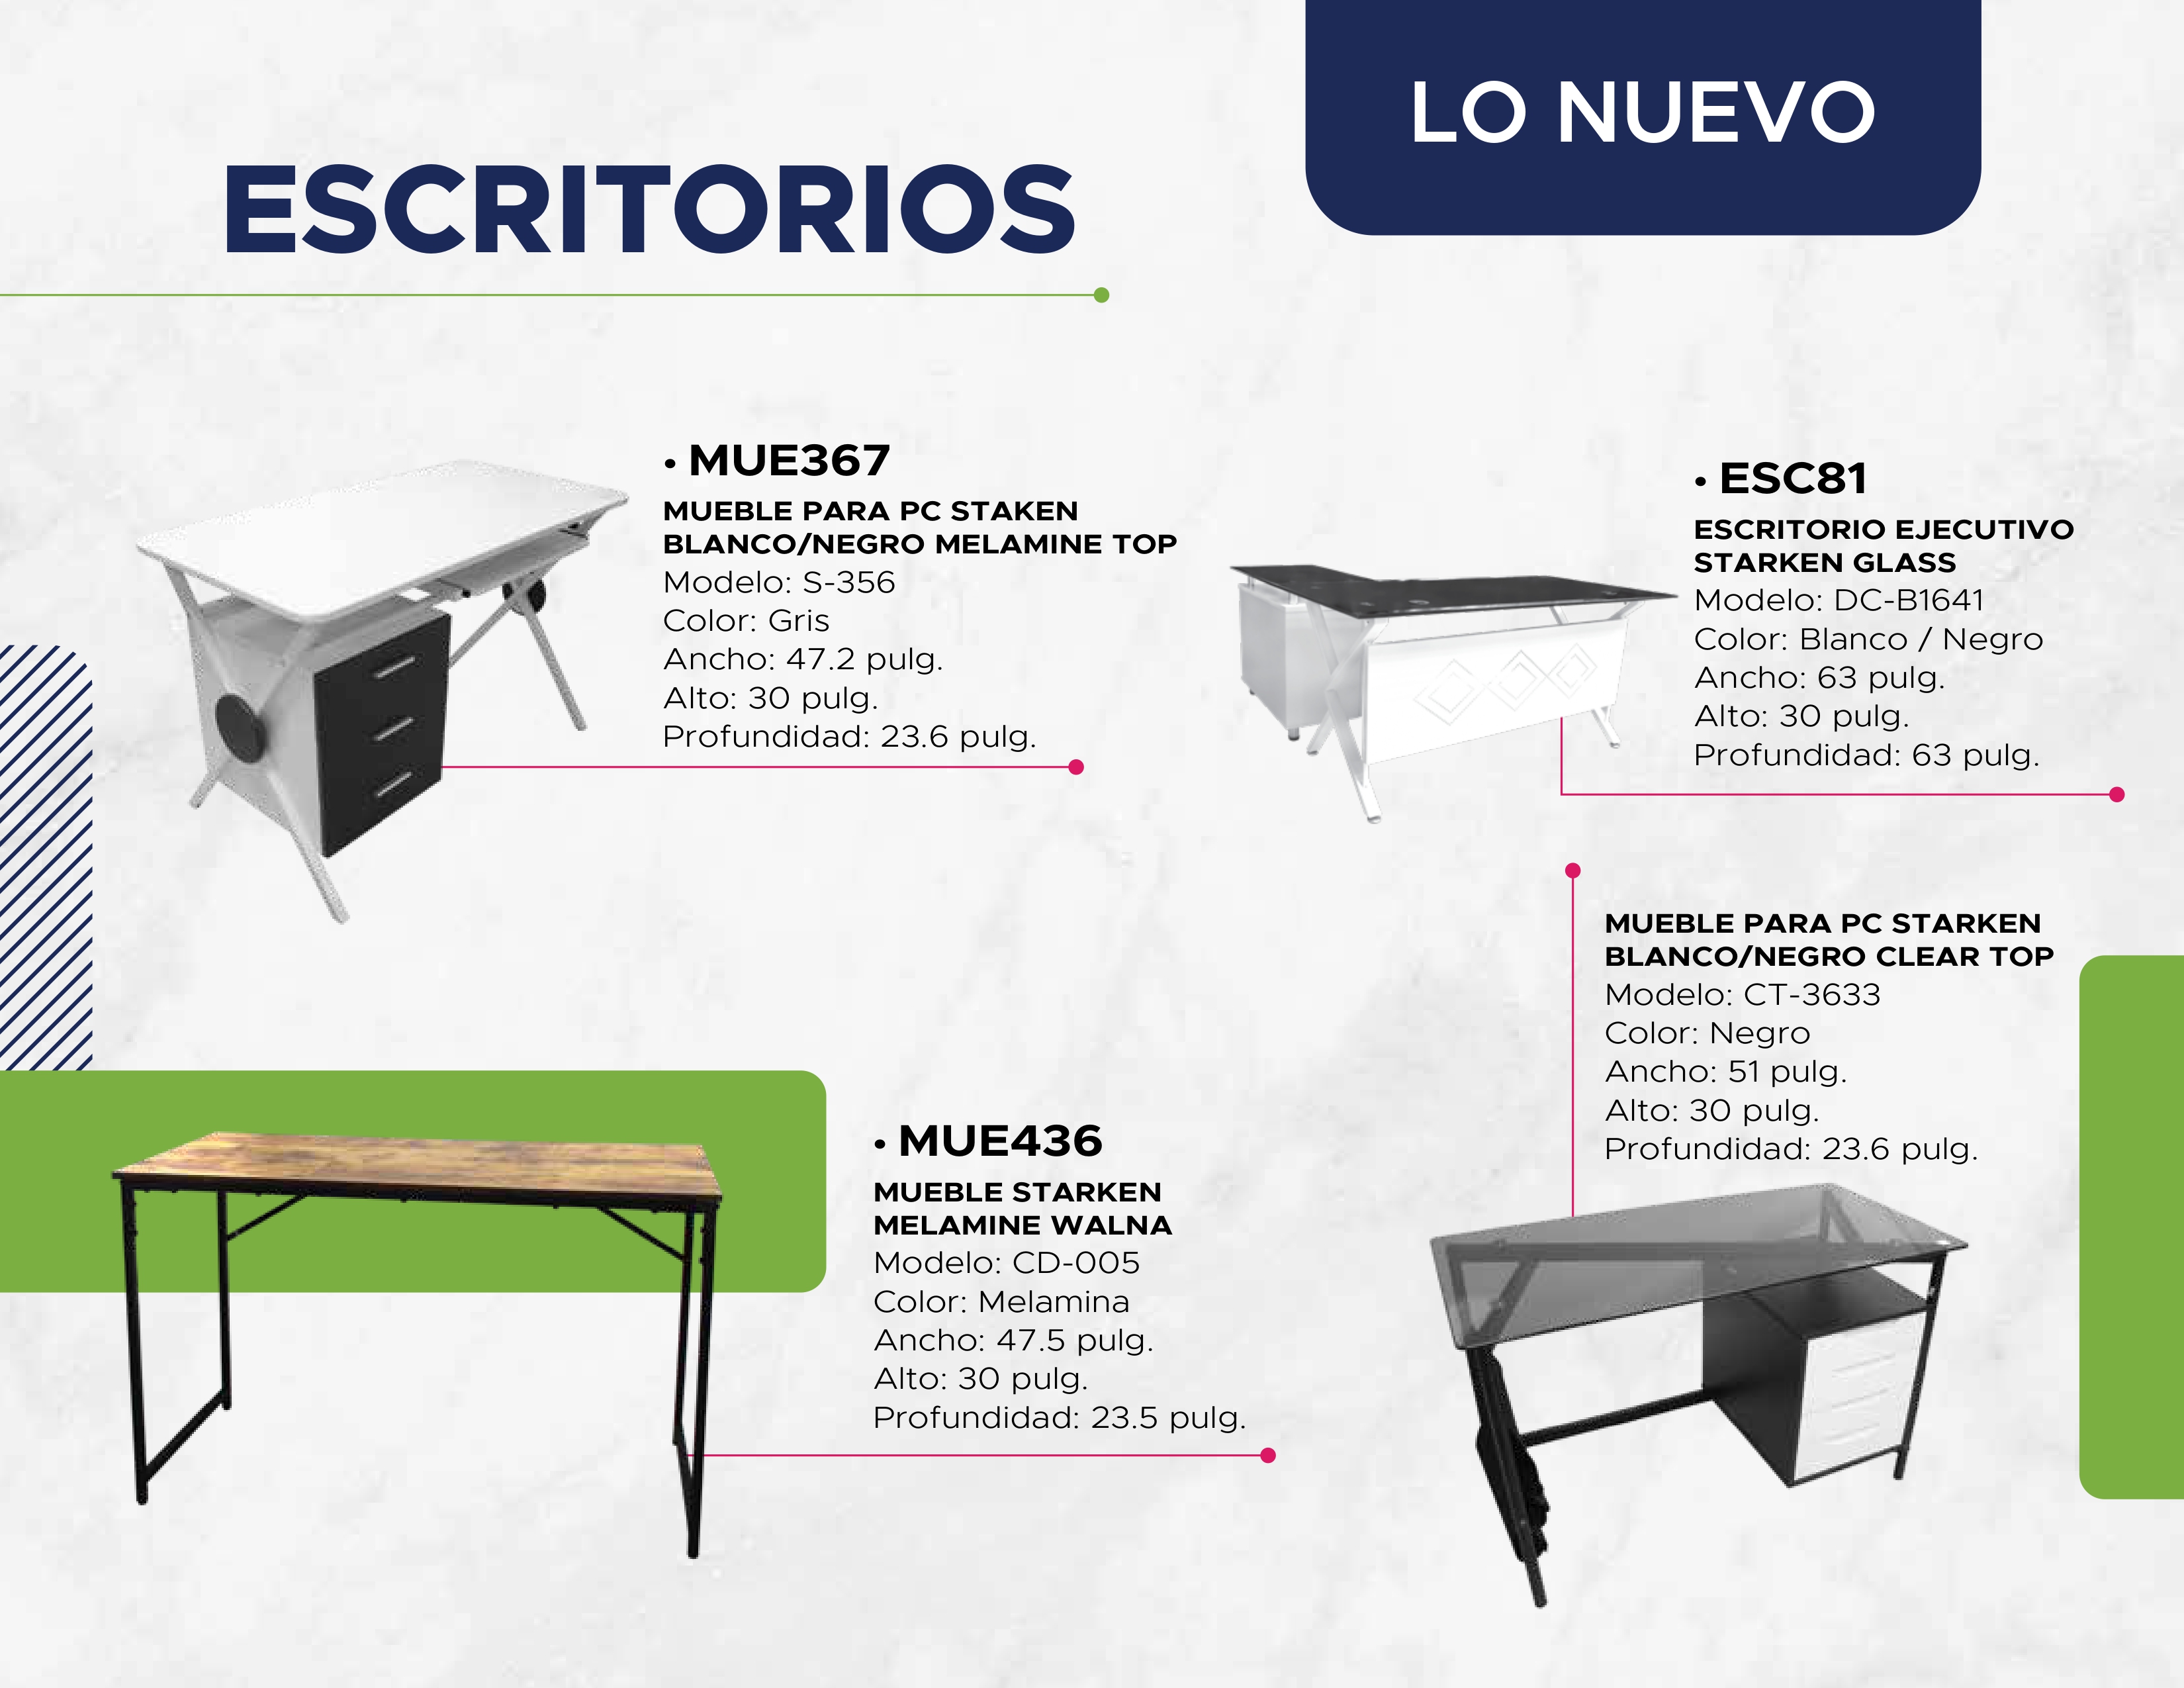 LO NUEVO
ESCRITORIOS
• MUE367
MUEBLE PARA PC STAKEN
BLANCO/NEGRO MELAMINE TOP
Modelo: S-356
Color: Gris
Ancho: 47.2 pulg.
Alto: 30 pulg.
Profundidad: 23.6 pulg.
• ESC81
ESCRITORIO EJECUTIVO
STARKEN GLASS
Modelo: DC-B1641
Color: Blanco / Negro
Ancho: 63 pulg.
Alto: 30 pulg.
Profundidad: 63 pulg.
MUEBLE PARA PC STARKEN
BLANCO/NEGRO CLEAR TOP
Modelo: CT-3633
Color: Negro
Ancho: 51 pulg.
Alto: 30 pulg.
Profundidad: 23.6 pulg.
• MUE436
MUEBLE STARKEN
MELAMINE WALNA
Modelo: CD-005
Color: Melamina
Ancho: 47.5 pulg.
Alto: 30 pulg.
Profundidad: 23.5 pulg.